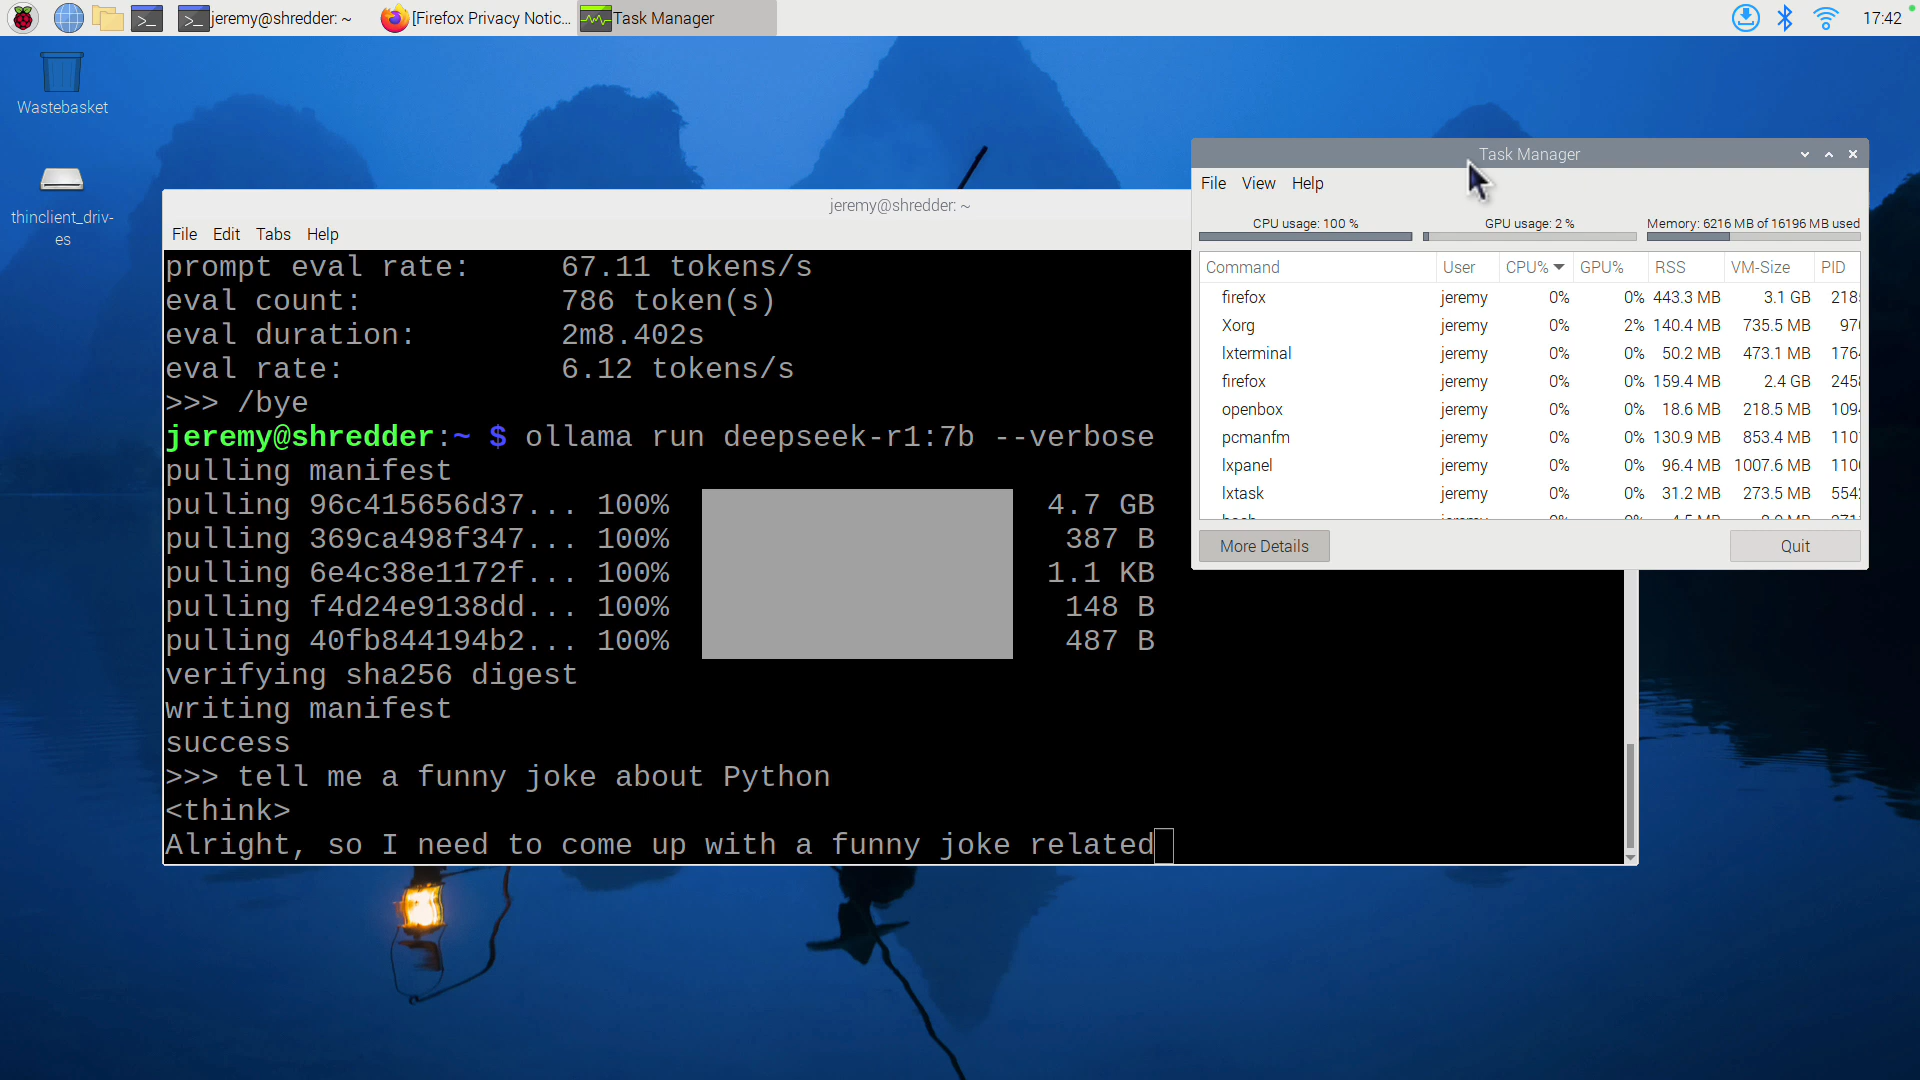 jeremy@shredder: ~
[Firefox Privacy Notic...
Task Manager
17:42
Wastebasket
thinclient_driv-
es
jeremy@shredder: ~
File Edit Tabs Help
prompt eval rate: 67.11 tokens/s
eval count: 786 token(s)
eval duration: 2m8.402s
eval rate: 6.12 tokens/s
>>> /bye
jeremy@shredder:~ $ ollama run deepseek-r1:7b --verbose
pulling manifest
pulling 96c415656d37... 100% 4.7 GB
pulling 369ca498f347... 100% 387 B
pulling 6e4c38e1172f... 100% 1.1 KB
pulling f4d24e9138dd... 100% 148 B
pulling 40fb844194b2... 100% 487 B
verifying sha256 digest
writing manifest
success
>>> tell me a funny joke about Python
<think>
Alright, so I need to come up with a funny joke related
Task Manager
File View Help
CPU usage: 100 % GPU usage: 2 % Memory: 6216 MB of 16196 MB used
Command User CPU% GPU% RSS VM-Size PID
firefox jeremy 0% 0% 443.3 MB 3.1 GB 218
Xorg jeremy 0% 2% 140.4 MB 735.5 MB 97
lxterminal jeremy 0% 0% 50.2 MB 473.1 MB 176
firefox jeremy 0% 0% 159.4 MB 2.4 GB 245
openbox jeremy 0% 0% 18.6 MB 218.5 MB 109
pcmanfm jeremy 0% 0% 130.9 MB 853.4 MB 110
lxpanel jeremy 0% 0% 96.4 MB 1007.6 MB 110
lxtask jeremy 0% 0% 31.2 MB 273.5 MB 554
More Details Quit